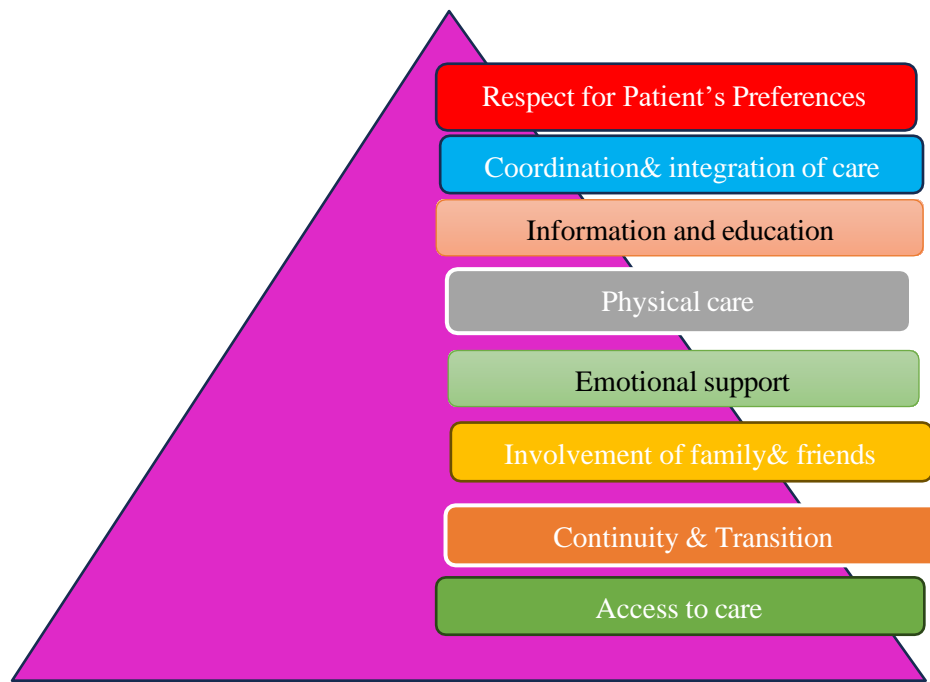 Respect for Patient’s Preferences
Coordination& integration of care
Information and education
Physical care
Emotional support
Involvement of family& friends
Continuity & Transition
Access to care